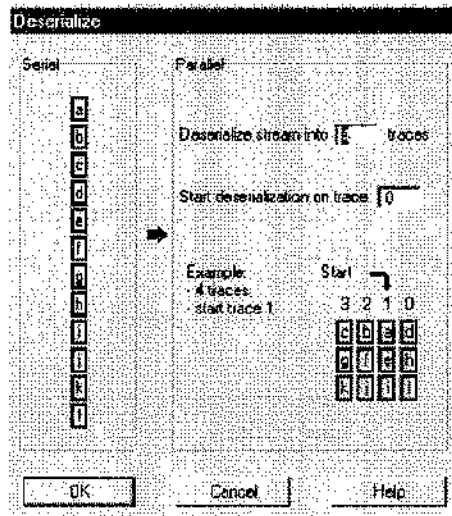 Deserialize
Serial
a
b
c
d
e
f
g
h
i
j
k
l
Parallel
Deserialize stream into traces
Start deserialization on trace 0
Example:
- 4 traces
- start trace 1
Start
3 2 1 0
c b a d
g f e h
k j i l
OK Cancel Help